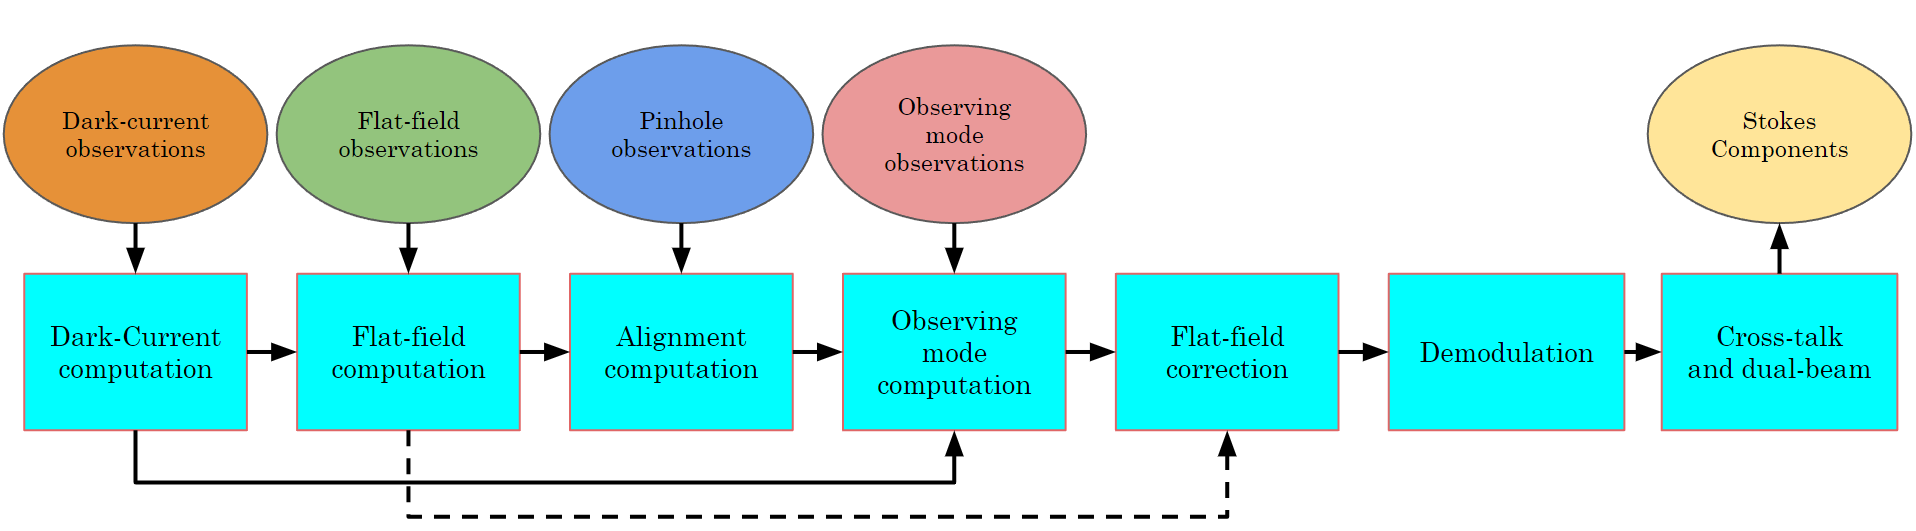 Dark-current
observations
Flat-field
observations
Pinhole
observations
Observing
mode
observations
Stokes
Components
Dark-Current
computation
Flat-field
computation
Alignment
computation
Observing
mode
computation
Flat-field
correction
Demodulation
Cross-talk
and dual-beam